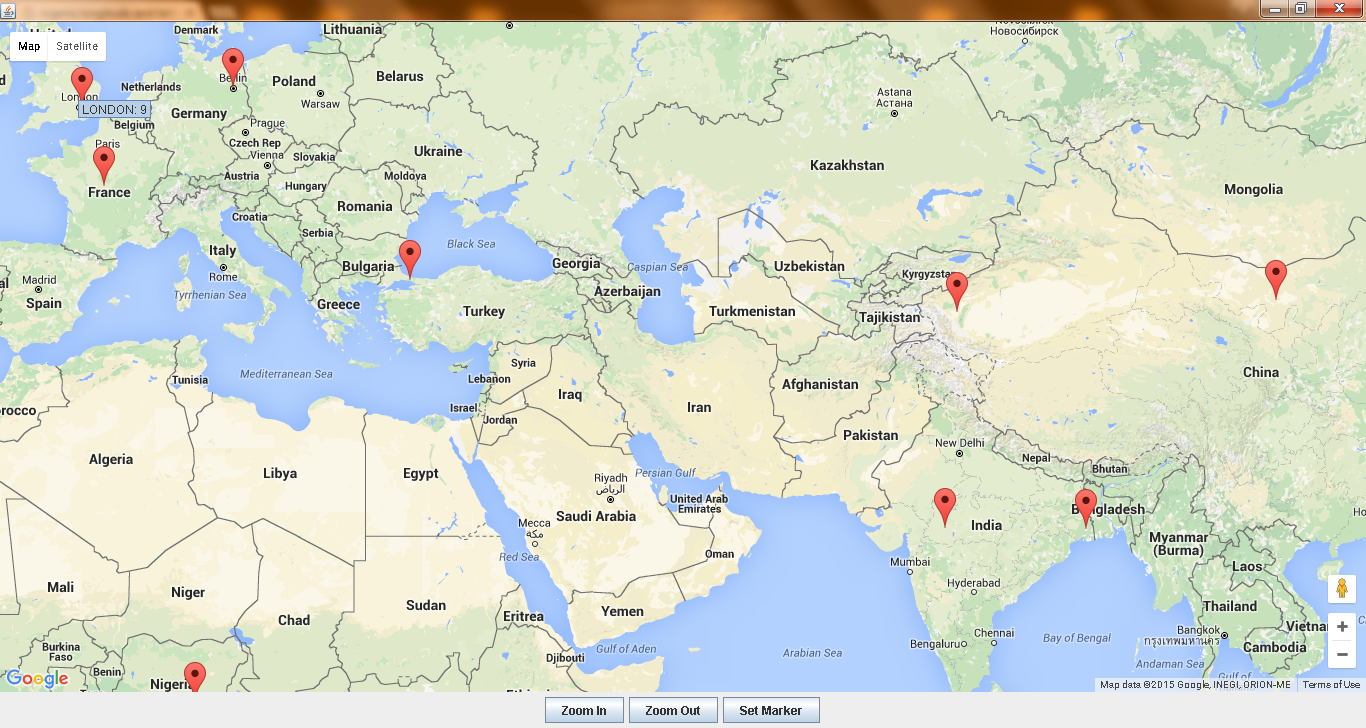 Новосибирск
Lithuania
Denmark
Map
Satellite
Berlin
Belarus
Poland
Netherlands
London
Warsaw
Astana
Астана
LONDON: 9
Germany
Belgium
Prague
Paris
Czech Rep
Ukraine
Vienna
Slovakia
Kazakhstan
Austria
Moldova
France
Hungary
Mongolia
Romania
Croatia
Serbia
Black Sea
Italy
Bulgaria
Georgia
Caspian Sea
Uzbekistan
Rome
Kyrgyzstan
Madrid
Tyrrhenian Sea
Azerbaijan
Spain
Greece
Turkey
Turkmenistan
Tajikistan
Syria
Mediterranean Sea
Tunisia
Lebanon
China
Afghanistan
Iraq
Israel
Iran
orocco
Jordan
Pakistan
New Delhi
Algeria
Libya
Egypt
Nepal
Bhutan
Persian Gulf
Riyadh
الرياض
United Arab
Emirates
Saudi Arabia
Bangladesh
India
Mecca
مكة
Myanmar
(Burma)
Red Sea
Oman
Mumbai
Laos
Mali
Niger
Hyderabad
Sudan
Yemen
Thailand
Eritrea
Chad
Vietnam
Bangkok
กรุงเทพมหานคร
Chennai
Bay of Bengal
Bengaluru
Burkina
Faso
Gulf of Aden
Arabian Sea
Cambodia
Djibouti
Andaman Sea
Benin
Google
Nigeria
Gulf of
Map data ©2015 Google, INEGI, ORION-ME
Terms of Use
Zoom In
Zoom Out
Set Marker